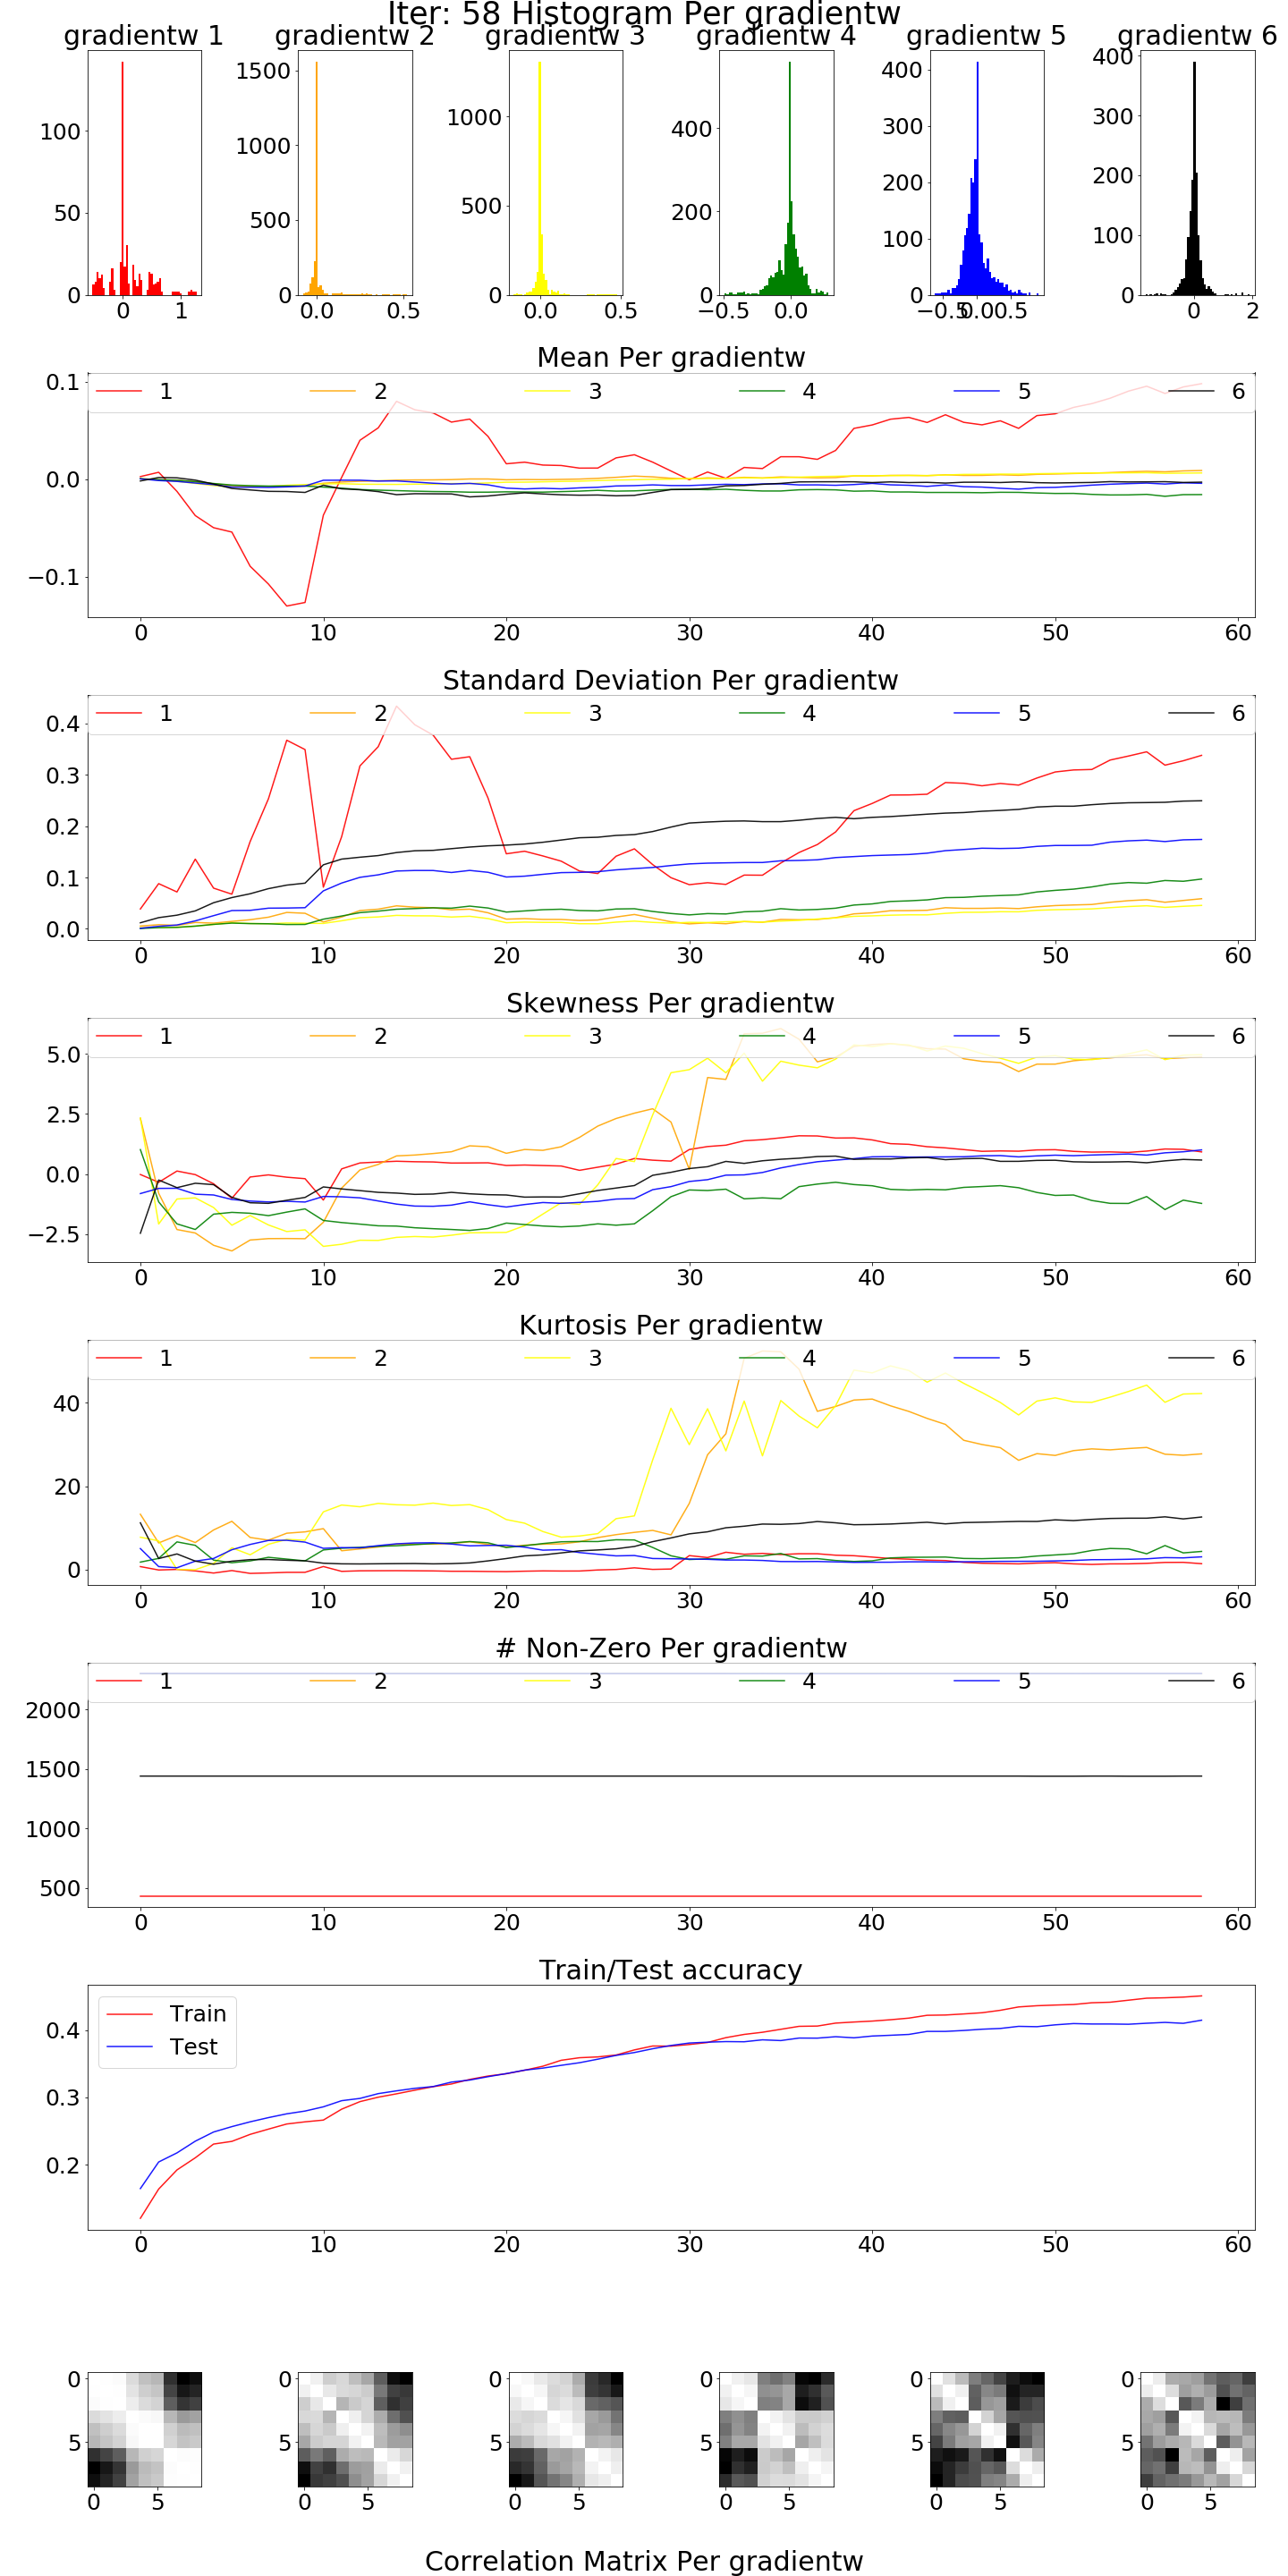 Iter: 58 Histogram Per gradientw
gradientw 1 gradientw 2 gradientw 3 gradientw 4 gradientw 5 gradientw 6
100
50
0
0 1
1500
1000
500
0
0.0 0.5
1000
500
0
0.0 0.5
400
200
0
−0.5 0.0
400
300
200
100
0
−0.5 0.0 0.5
400
300
200
100
0
0 2
Mean Per gradientw
1 2 3 4 5 6
0.1
0.0
−0.1
0 10 20 30 40 50 60
Standard Deviation Per gradientw
1 2 3 4 5 6
0.4
0.3
0.2
0.1
0.0
0 10 20 30 40 50 60
Skewness Per gradientw
1 2 3 4 5 6
5.0
2.5
0.0
−2.5
0 10 20 30 40 50 60
Kurtosis Per gradientw
1 2 3 4 5 6
40
20
0
0 10 20 30 40 50 60
# Non-Zero Per gradientw
1 2 3 4 5 6
2000
1500
1000
500
0 10 20 30 40 50 60
Train/Test accuracy
Train
Test
0.4
0.3
0.2
0 10 20 30 40 50 60
0
5
0 5
0
5
0 5
0
5
0 5
0
5
0 5
0
5
0 5
0
5
0 5
Correlation Matrix Per gradientw